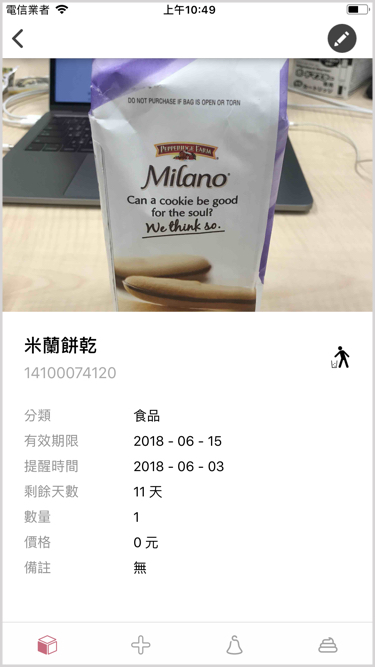 電信業者 上午10:49
DO NOT PURCHASE IF BAG IS OPEN OR TORN
PEPPERIDGE FARM
Milano
Can a cookie be good
for the soul?
We think so.
米蘭餅乾
14100074120
分類 食品
有效期限 2018 - 06 - 15
提醒時間 2018 - 06 - 03
剩餘天數 11 天
數量 1
價格 0 元
備註 無